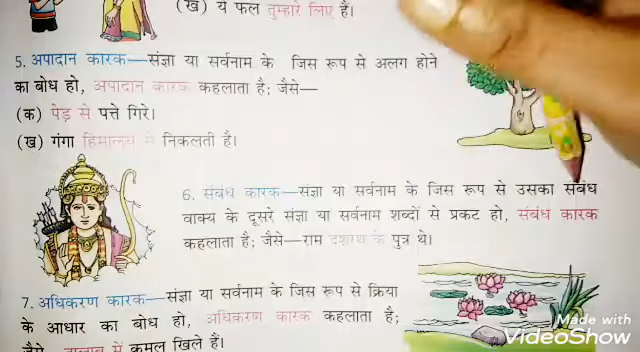 (ख) ये फल तुम्हारे लिए हैं।
5. अपादान कारक—संज्ञा या सर्वनाम के जिस रूप से अलग होने
का बोध हो, अपादान कारक कहलाता है; जैसे—
(क) पेड़ से पत्ते गिरे।
(ख) गंगा हिमालय से निकलती है।
6. संबंध कारक—संज्ञा या सर्वनाम के जिस रूप से उसका संबंध
वाक्य के दूसरे संज्ञा या सर्वनाम शब्दों से प्रकट हो, संबंध कारक
कहलाता है; जैसे—राम दशरथ के पुत्र थे।
7. अधिकरण कारक—संज्ञा या सर्वनाम के जिस रूप से क्रिया
के आधार का बोध हो, अधिकरण कारक कहलाता है;
जैसे—तालाब में कमल खिले हैं।
Made with
VideoShow